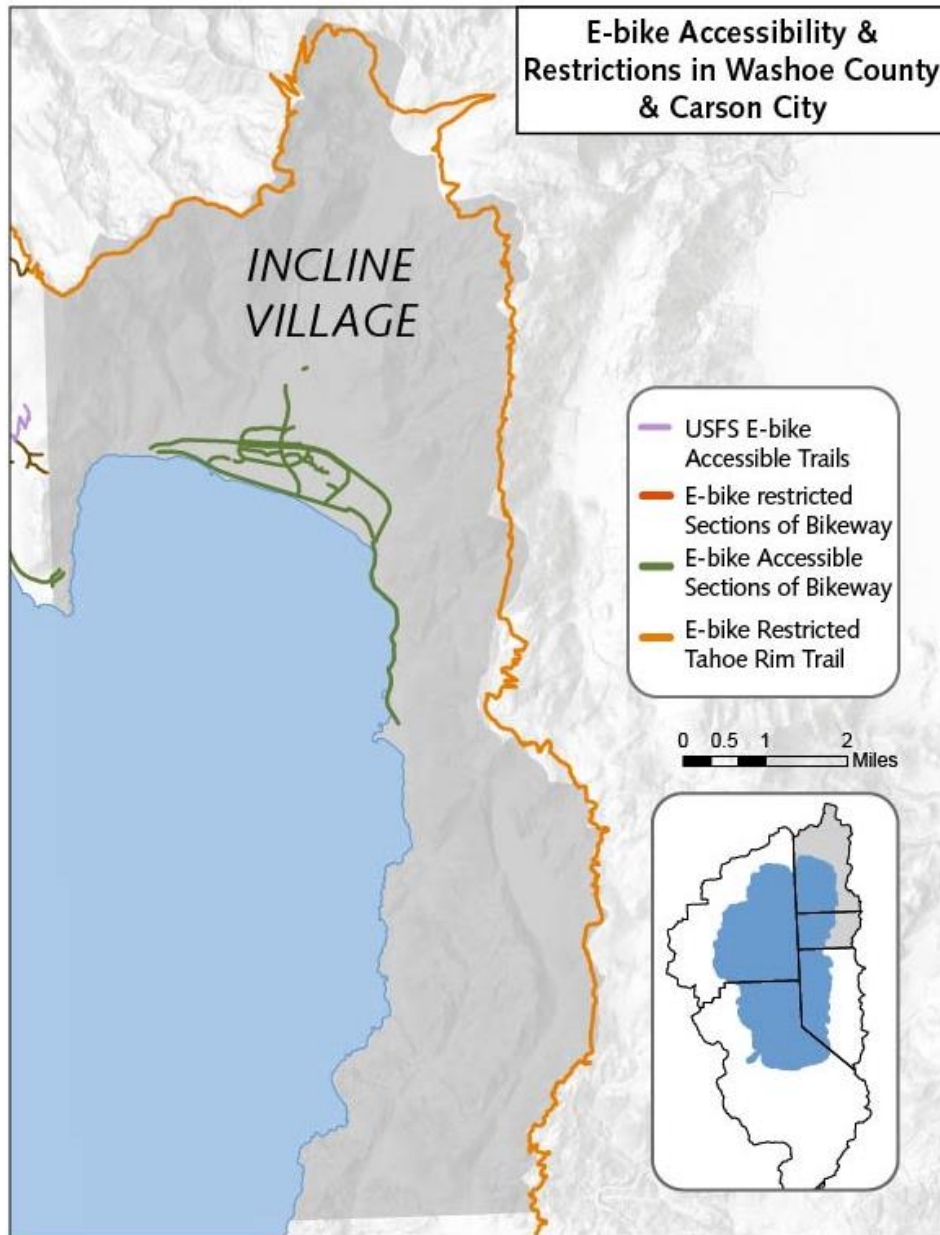 E-bike Accessibility &
Restrictions in Washoe County
& Carson City
INCLINE
VILLAGE
USFS E-bike
Accessible Trails
E-bike restricted
Sections of Bikeway
E-bike Accessible
Sections of Bikeway
E-bike Restricted
Tahoe Rim Trail
0 0.5 1 2
Miles